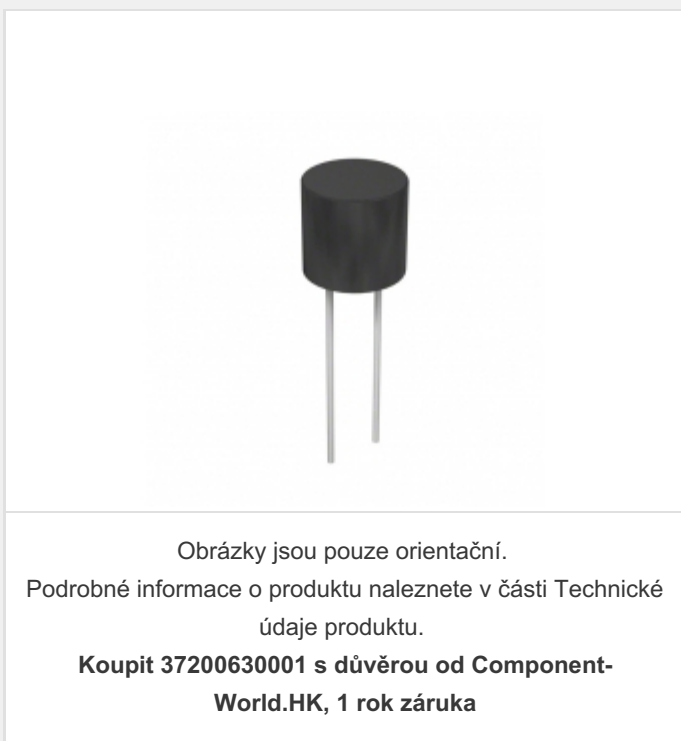 Obrázky jsou pouze orientační.
Podrobné informace o produktu naleznete v části Technické
údaje produktu.
Koupit 37200630001 s důvěrou od Component-
World.HK, 1 rok záruka